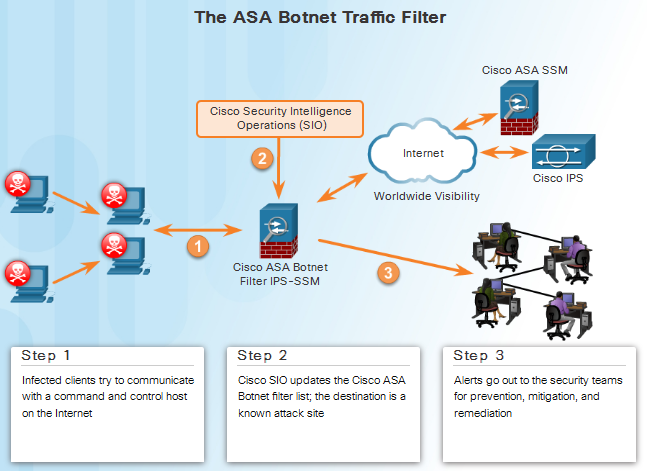 The ASA Botnet Traffic Filter
Cisco ASA SSM
Cisco Security Intelligence
Operations (SIO)
Internet
2
Cisco IPS
Worldwide Visibility
1
Cisco ASA Botnet
Filter IPS-SSM
3
Step 1
Infected clients try to communicate
with a command and control host
on the Internet
Step 2
Cisco SIO updates the Cisco ASA
Botnet filter list; the destination is a
known attack site
Step 3
Alerts go out to the security teams
for prevention, mitigation, and
remediation